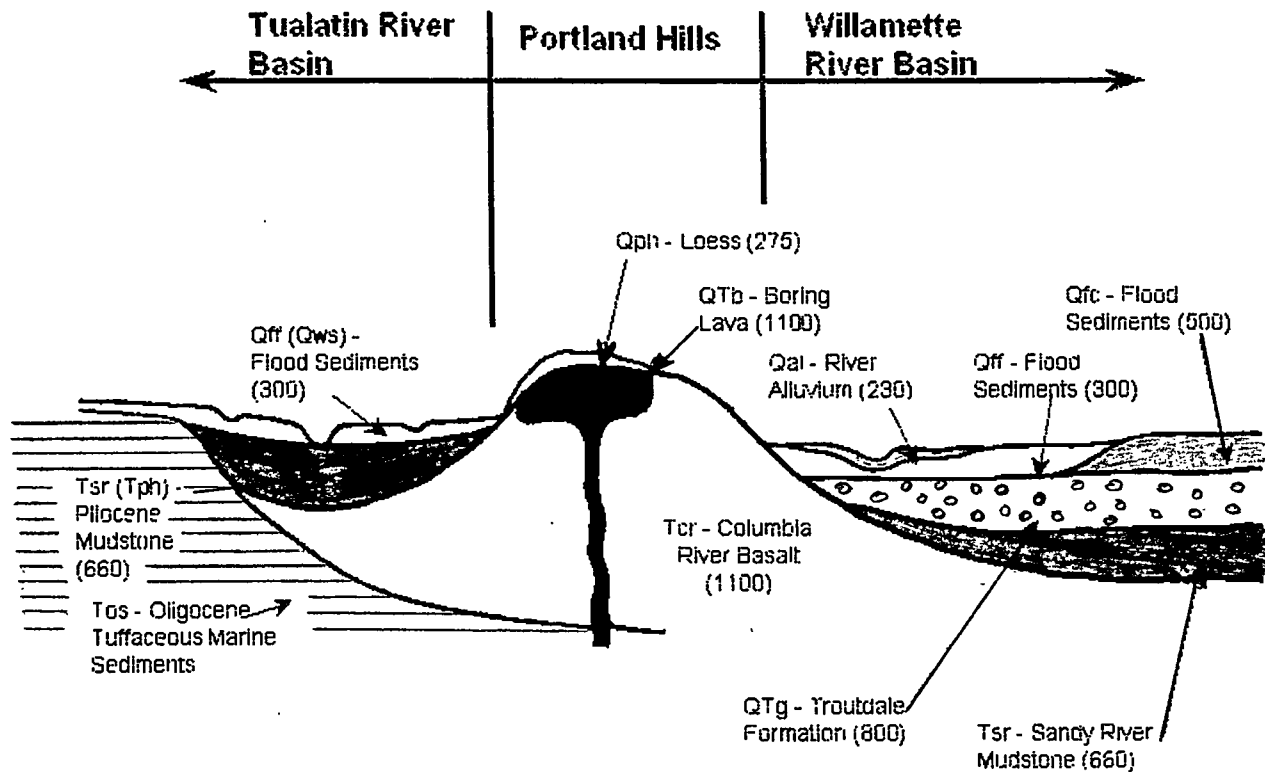 Tualatin River
Basin
Portland Hills
Willamette
River Basin
Qph - Loess (275)
QTb - Boring
Lava (1100)
Qfc - Flood
Sediments (500)
Qff (Qws) -
Flood Sediments
(300)
Qal - River
Alluvium (230)
Qff - Flood
Sediments (300)
Tsr (Tph) -
Pliocene
Mudstone
(660)
Tcr - Columbia
River Basalt
(1100)
Tos - Oligocene
Tuffaceous Marine
Sediments
QTg - Troutdale
Formation (800)
Tsr - Sandy River
Mudstone (660)